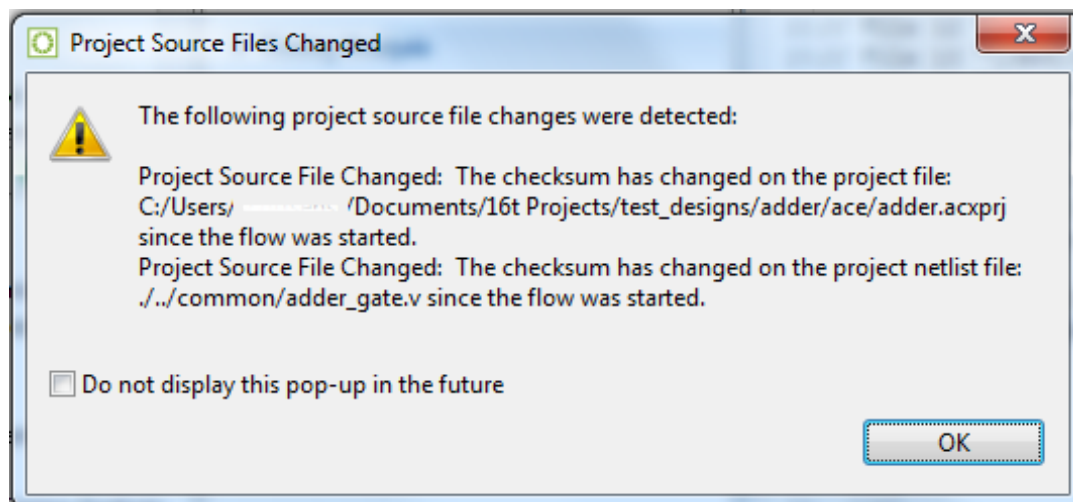 Project Source Files Changed
The following project source file changes were detected:
Project Source File Changed:  The checksum has changed on the project file:
C:/Users/ /Documents/16t Projects/test_designs/adder/ace/adder.acxprj
since the flow was started.
Project Source File Changed:  The checksum has changed on the project netlist file:
./../common/adder_gate.v since the flow was started.
Do not display this pop-up in the future
OK